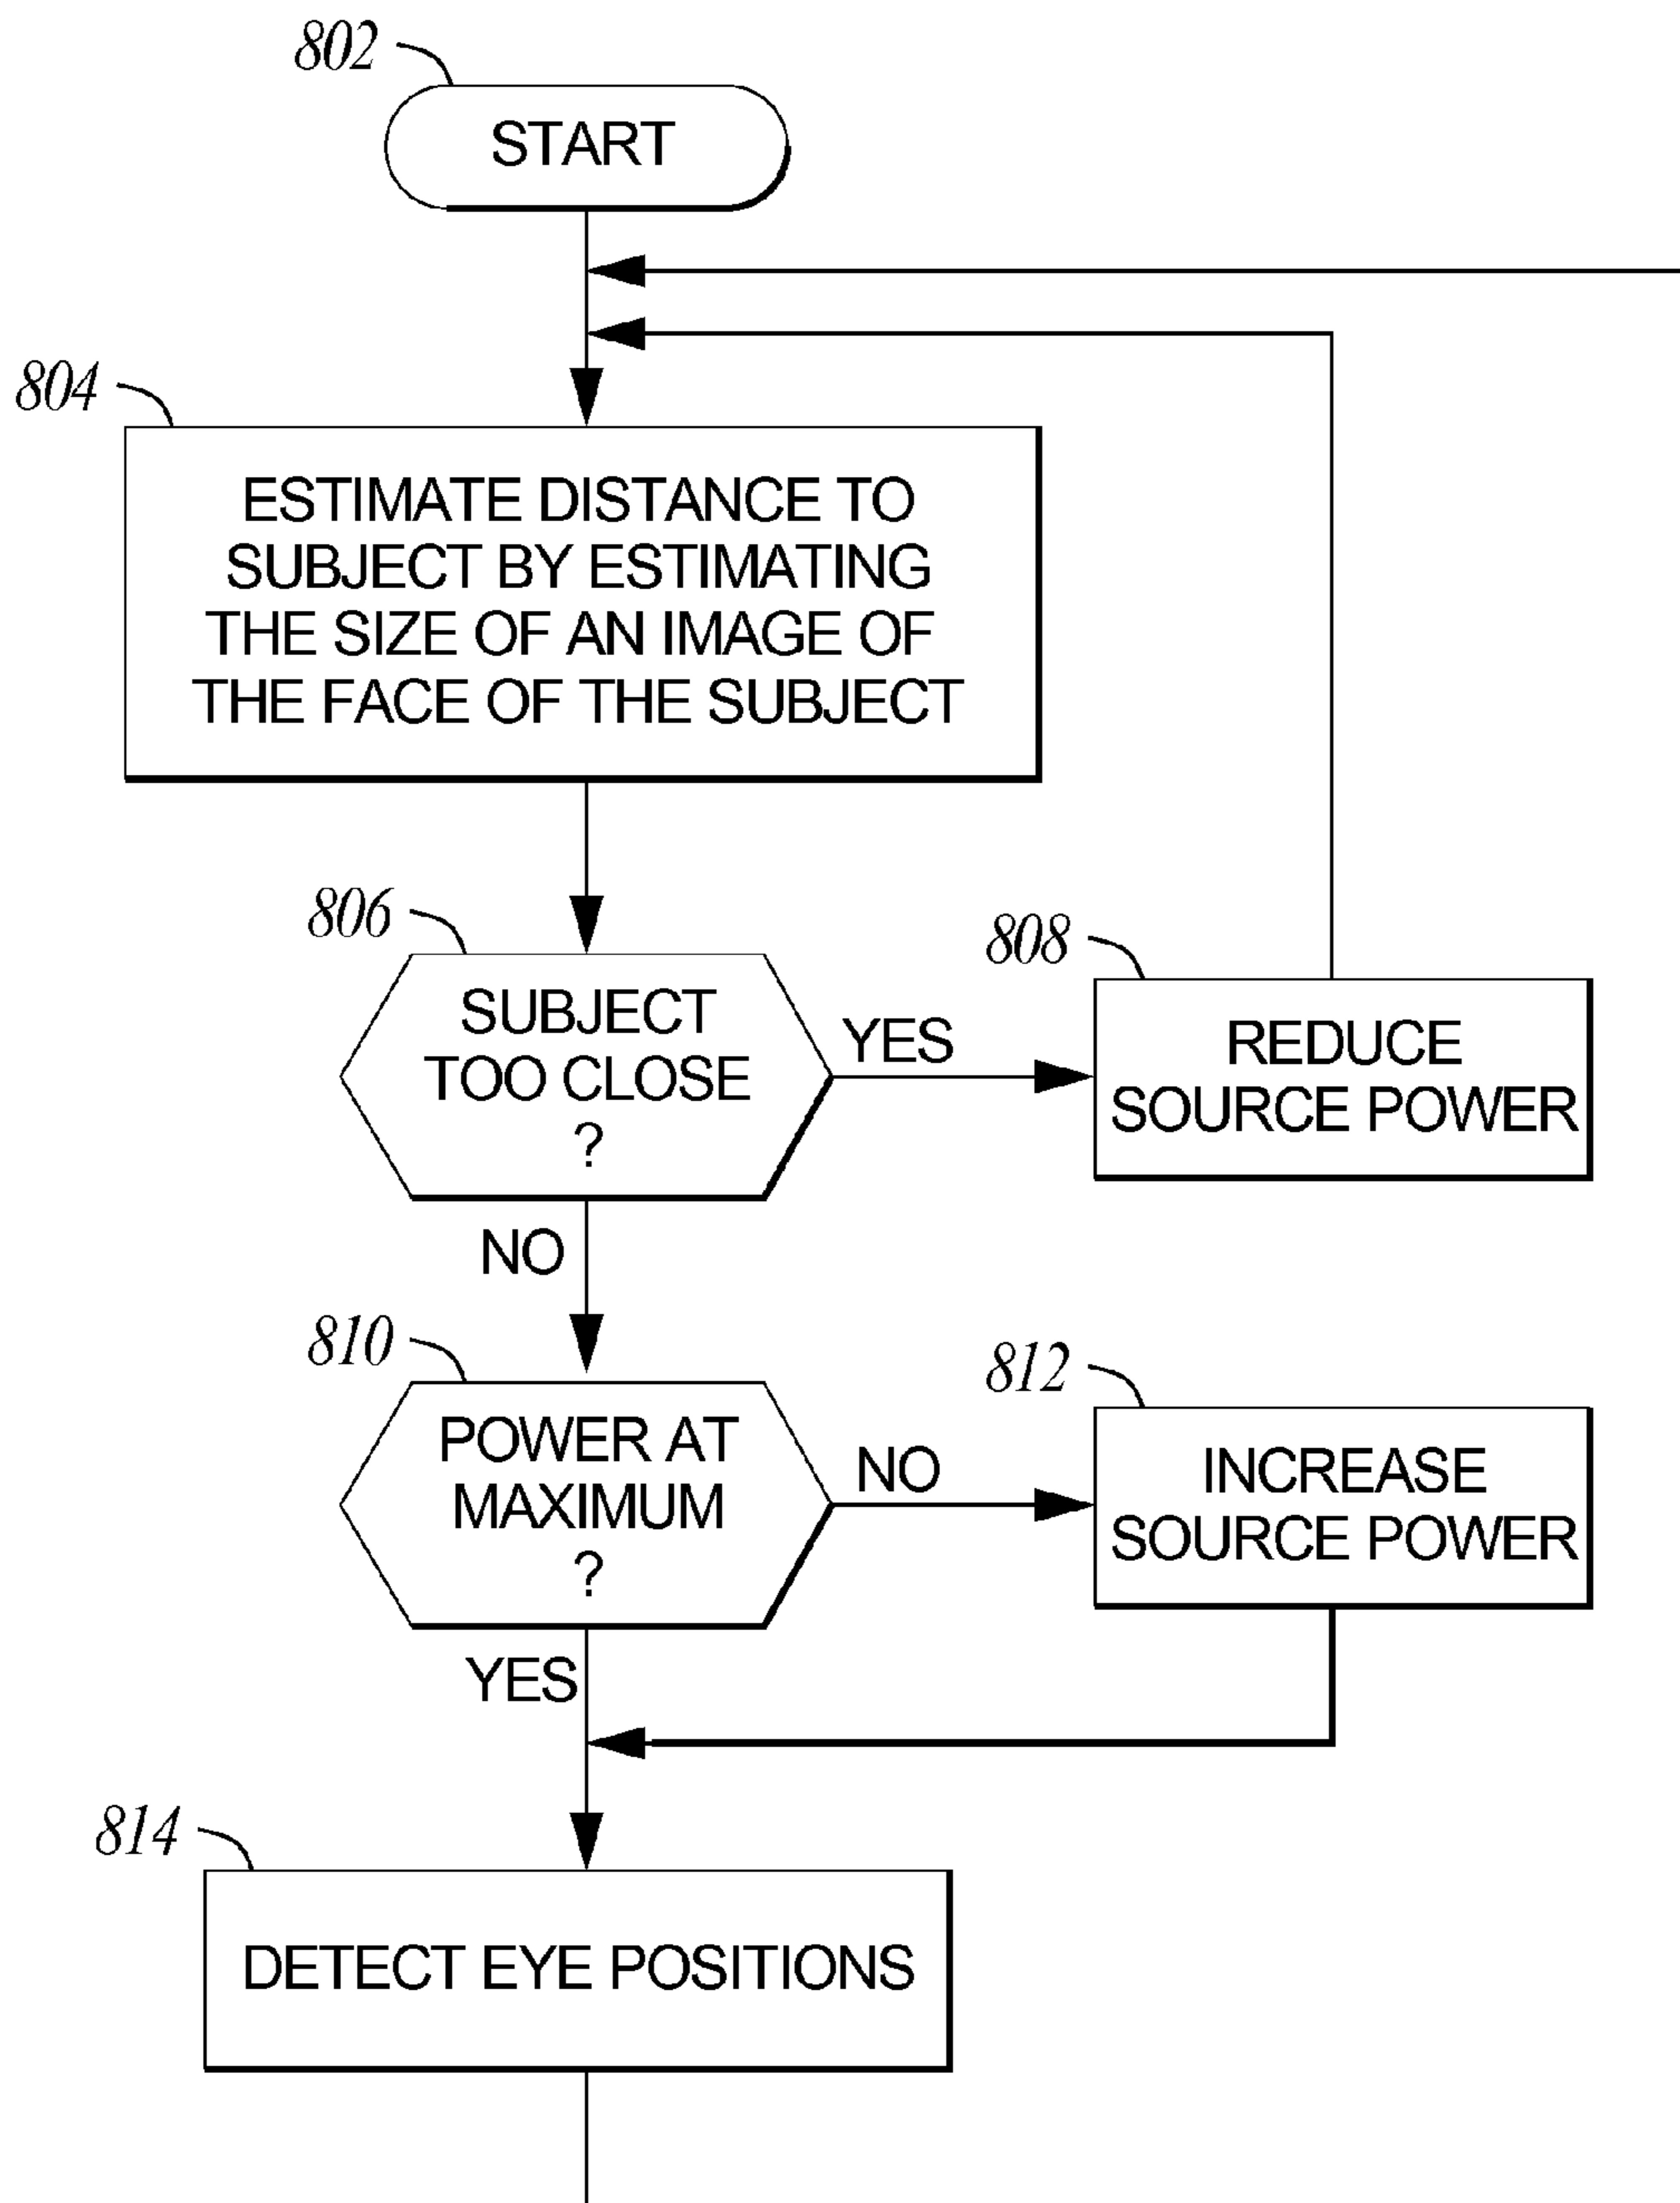 802
START
804
ESTIMATE DISTANCE TO
SUBJECT BY ESTIMATING
THE SIZE OF AN IMAGE OF
THE FACE OF THE SUBJECT
806
SUBJECT
TOO CLOSE
?
YES
808
REDUCE
SOURCE POWER
NO
810
POWER AT
MAXIMUM
?
NO
812
INCREASE
SOURCE POWER
YES
814
DETECT EYE POSITIONS